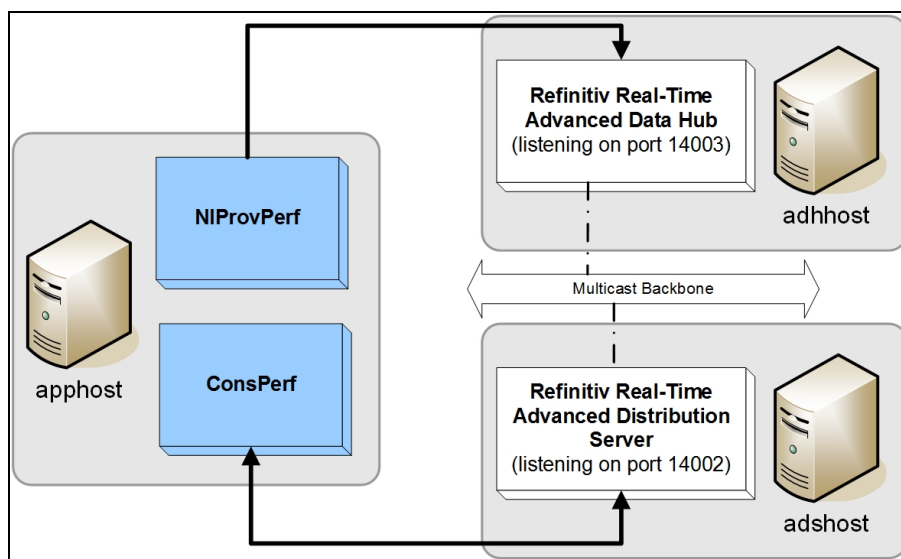 Refinitiv Real-Time
Advanced Data Hub
(listening on port 14003)
adhhost
NIProvPerf
Multicast Backbone
ConsPerf
apphost
Refinitiv Real-Time
Advanced Distribution
Server
(listening on port 14002)
adshost